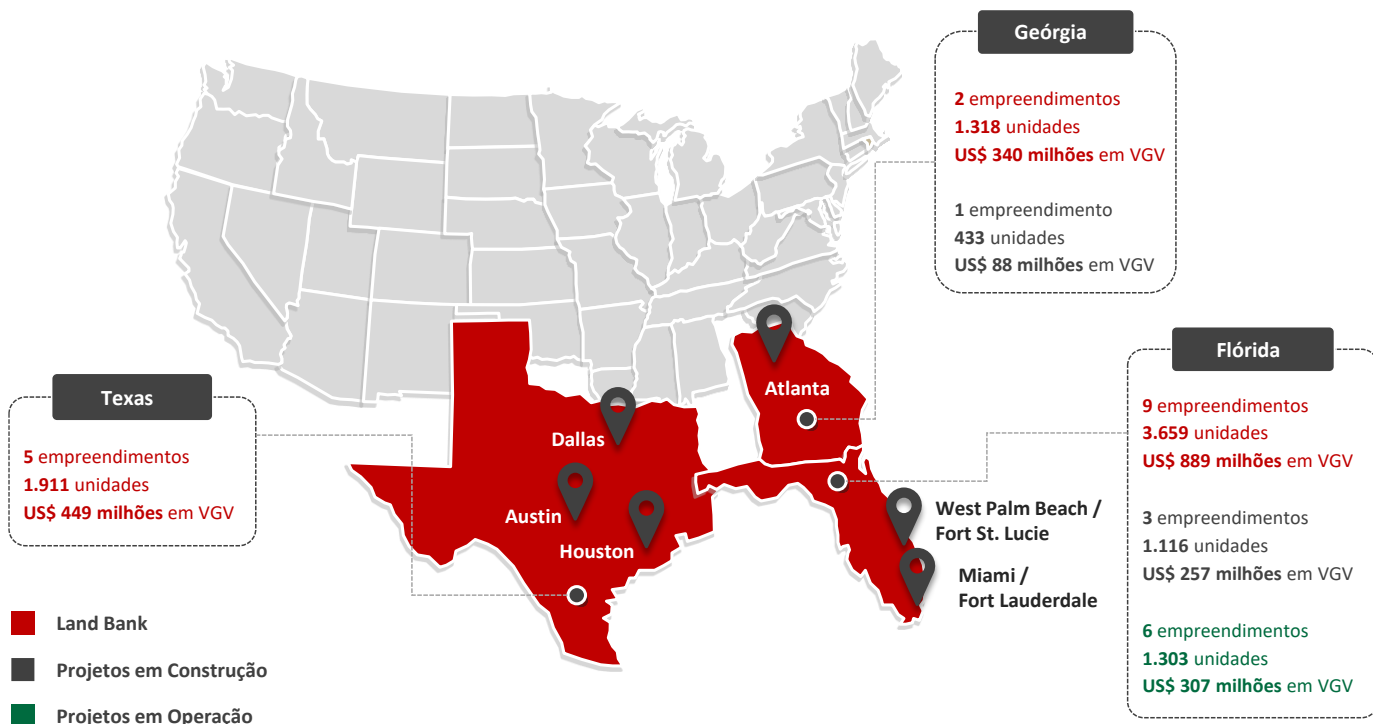 Geórgia
2 empreendimentos
1.318 unidades
US$ 340 milhões em VGV
1 empreendimento
433 unidades
US$ 88 milhões em VGV
Flórida
9 empreendimentos
3.659 unidades
US$ 889 milhões em VGV
3 empreendimentos
1.116 unidades
US$ 257 milhões em VGV
6 empreendimentos
1.303 unidades
US$ 307 milhões em VGV
Texas
5 empreendimentos
1.911 unidades
US$ 449 milhões em VGV
Atlanta
Dallas
Austin
Houston
West Palm Beach /
Fort St. Lucie
Miami /
Fort Lauderdale
Land Bank
Projetos em Construção
Projetos em Operação